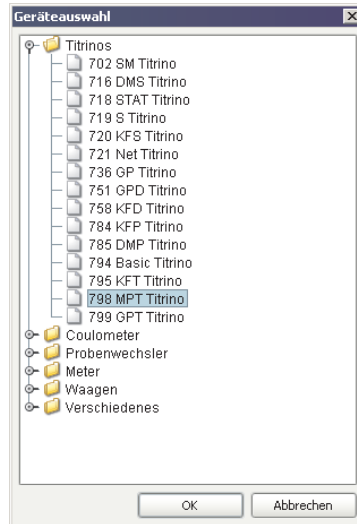 Geräteauswahl
Titrinos
702 SM Titrino
716 DMS Titrino
718 STAT Titrino
719 S Titrino
720 KFS Titrino
721 Net Titrino
736 GP Titrino
751 GPD Titrino
758 KFD Titrino
784 KFP Titrino
785 DMP Titrino
794 Basic Titrino
795 KFT Titrino
798 MPT Titrino
799 GPT Titrino
Coulometer
Probenwechsler
Meter
Waagen
Verschiedenes
OK
Abbrechen